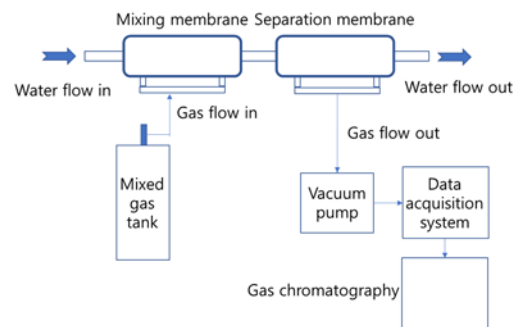 Mixing membrane Separation membrane
Water flow in
Water flow out
Gas flow in
Gas flow out
Mixed
gas
tank
Vacuum
pump
Data
acquisition
system
Gas chromatography